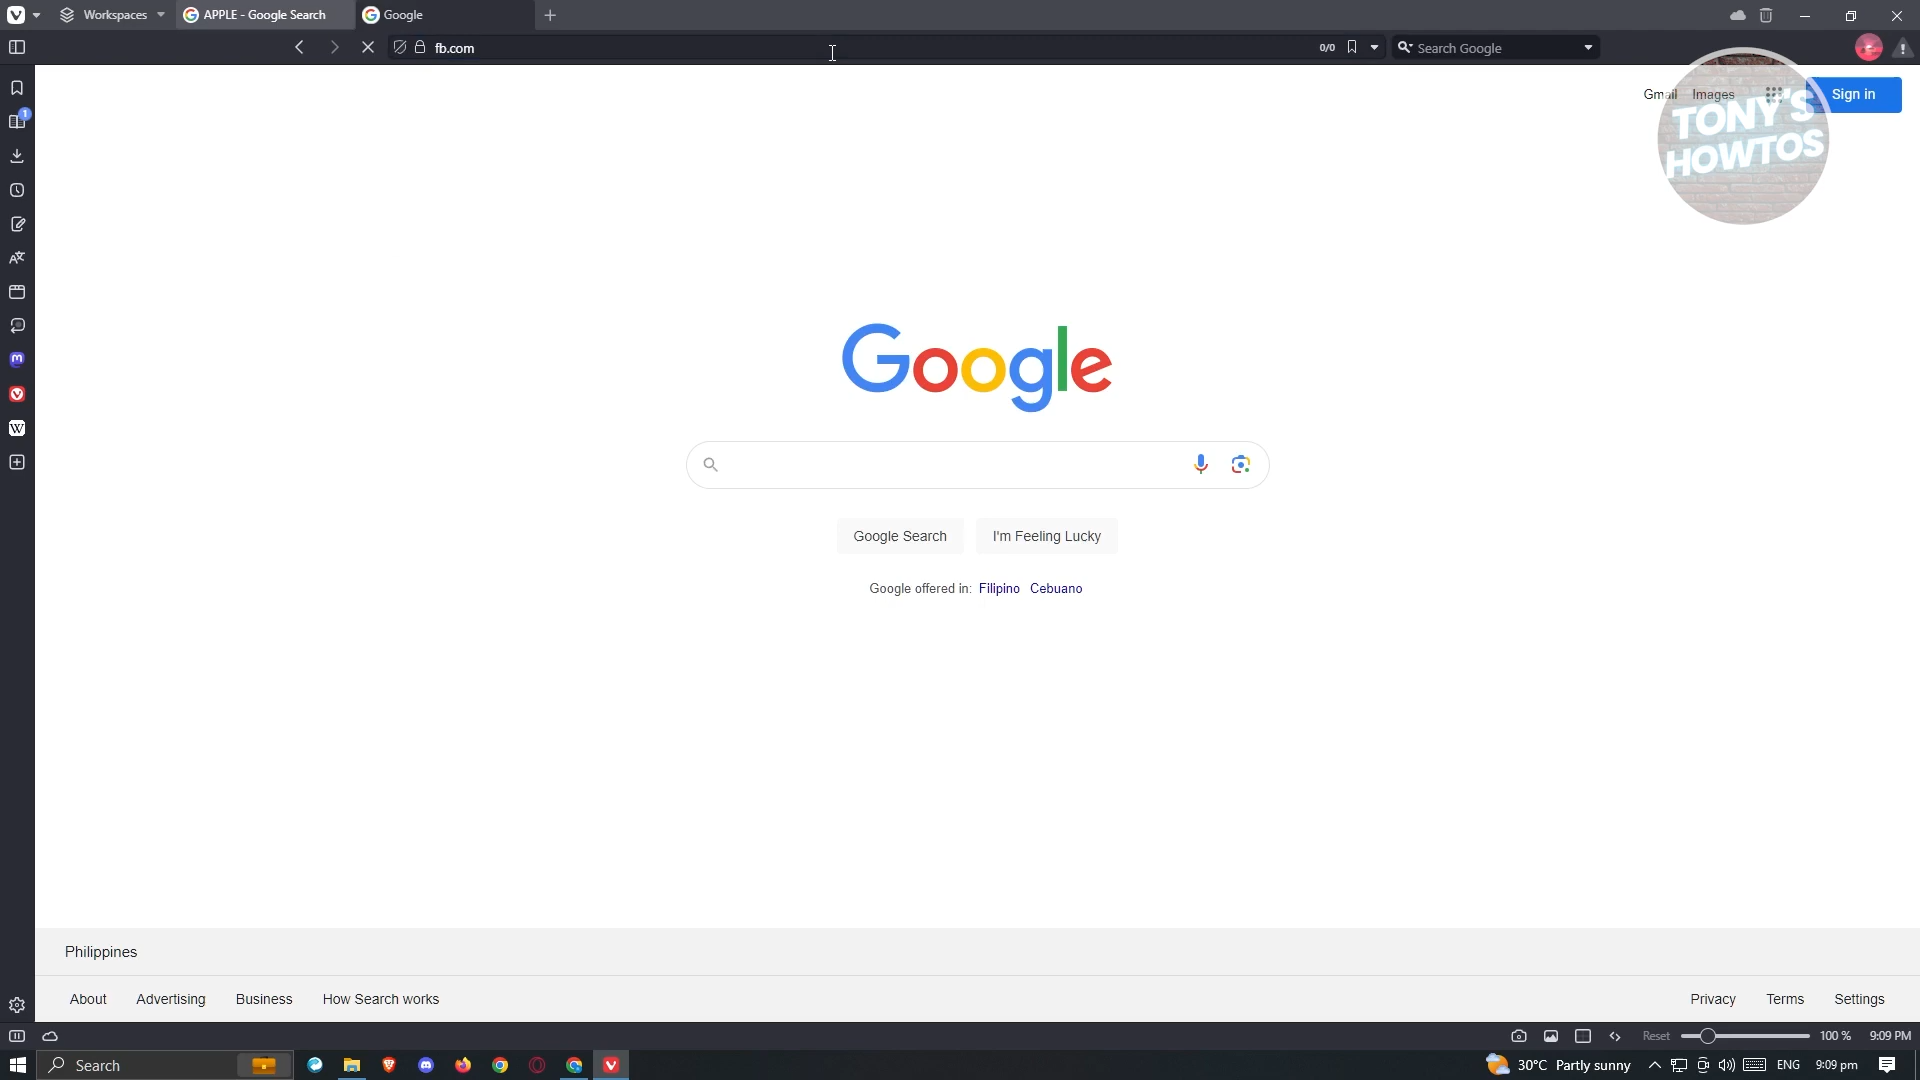 Workspaces
APPLE - Google Search
Google
fb.com
0/0
Search Google
1
Gmail Images
Sign in
TONY'S
HOWTOS
Google
Google Search
I'm Feeling Lucky
Google offered in: Filipino Cebuano
Philippines
About Advertising Business How Search works
Privacy Terms Settings
Reset 100 % 9:09 PM
Search
30°C Partly sunny
ENG
9:09 pm